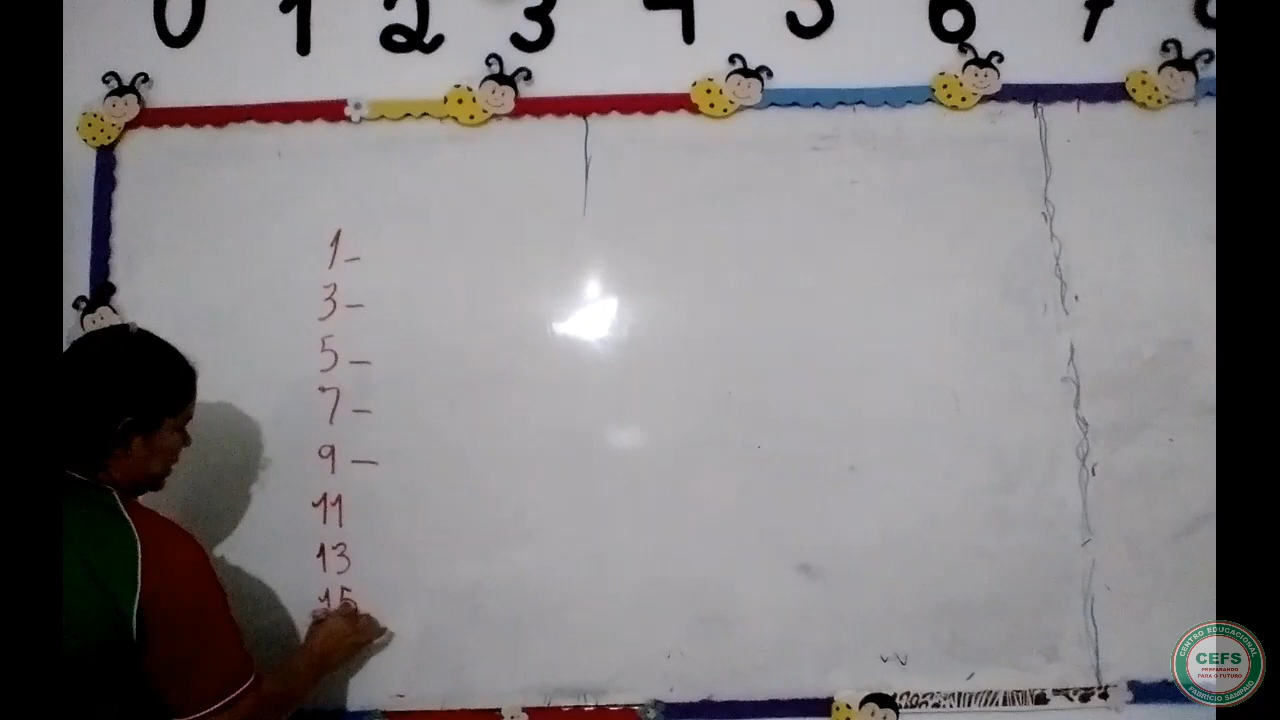 0 1 2 3 4 5 6 7
1 –
3 –
5 –
7 –
9 –
11
13
15
CENTRO EDUCACIONAL
CEFS
PREPARANDO
PARA O FUTURO
FABRICIO SAMPAIO